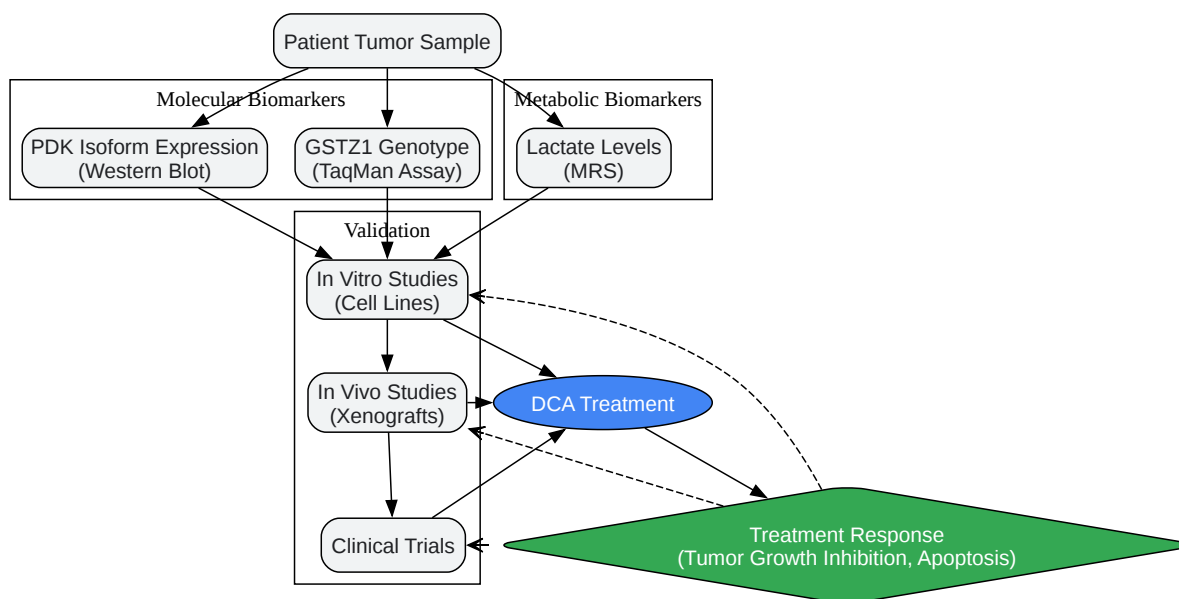 Patient Tumor Sample
Molecular Biomarkers
Metabolic Biomarkers
PDK Isoform Expression
(Western Blot)
GSTZ1 Genotype
(TaqMan Assay)
Lactate Levels
(MRS)
Validation
In Vitro Studies
(Cell Lines)
In Vivo Studies
(Xenografts)
DCA Treatment
Clinical Trials
Treatment Response
(Tumor Growth Inhibition, Apoptosis)